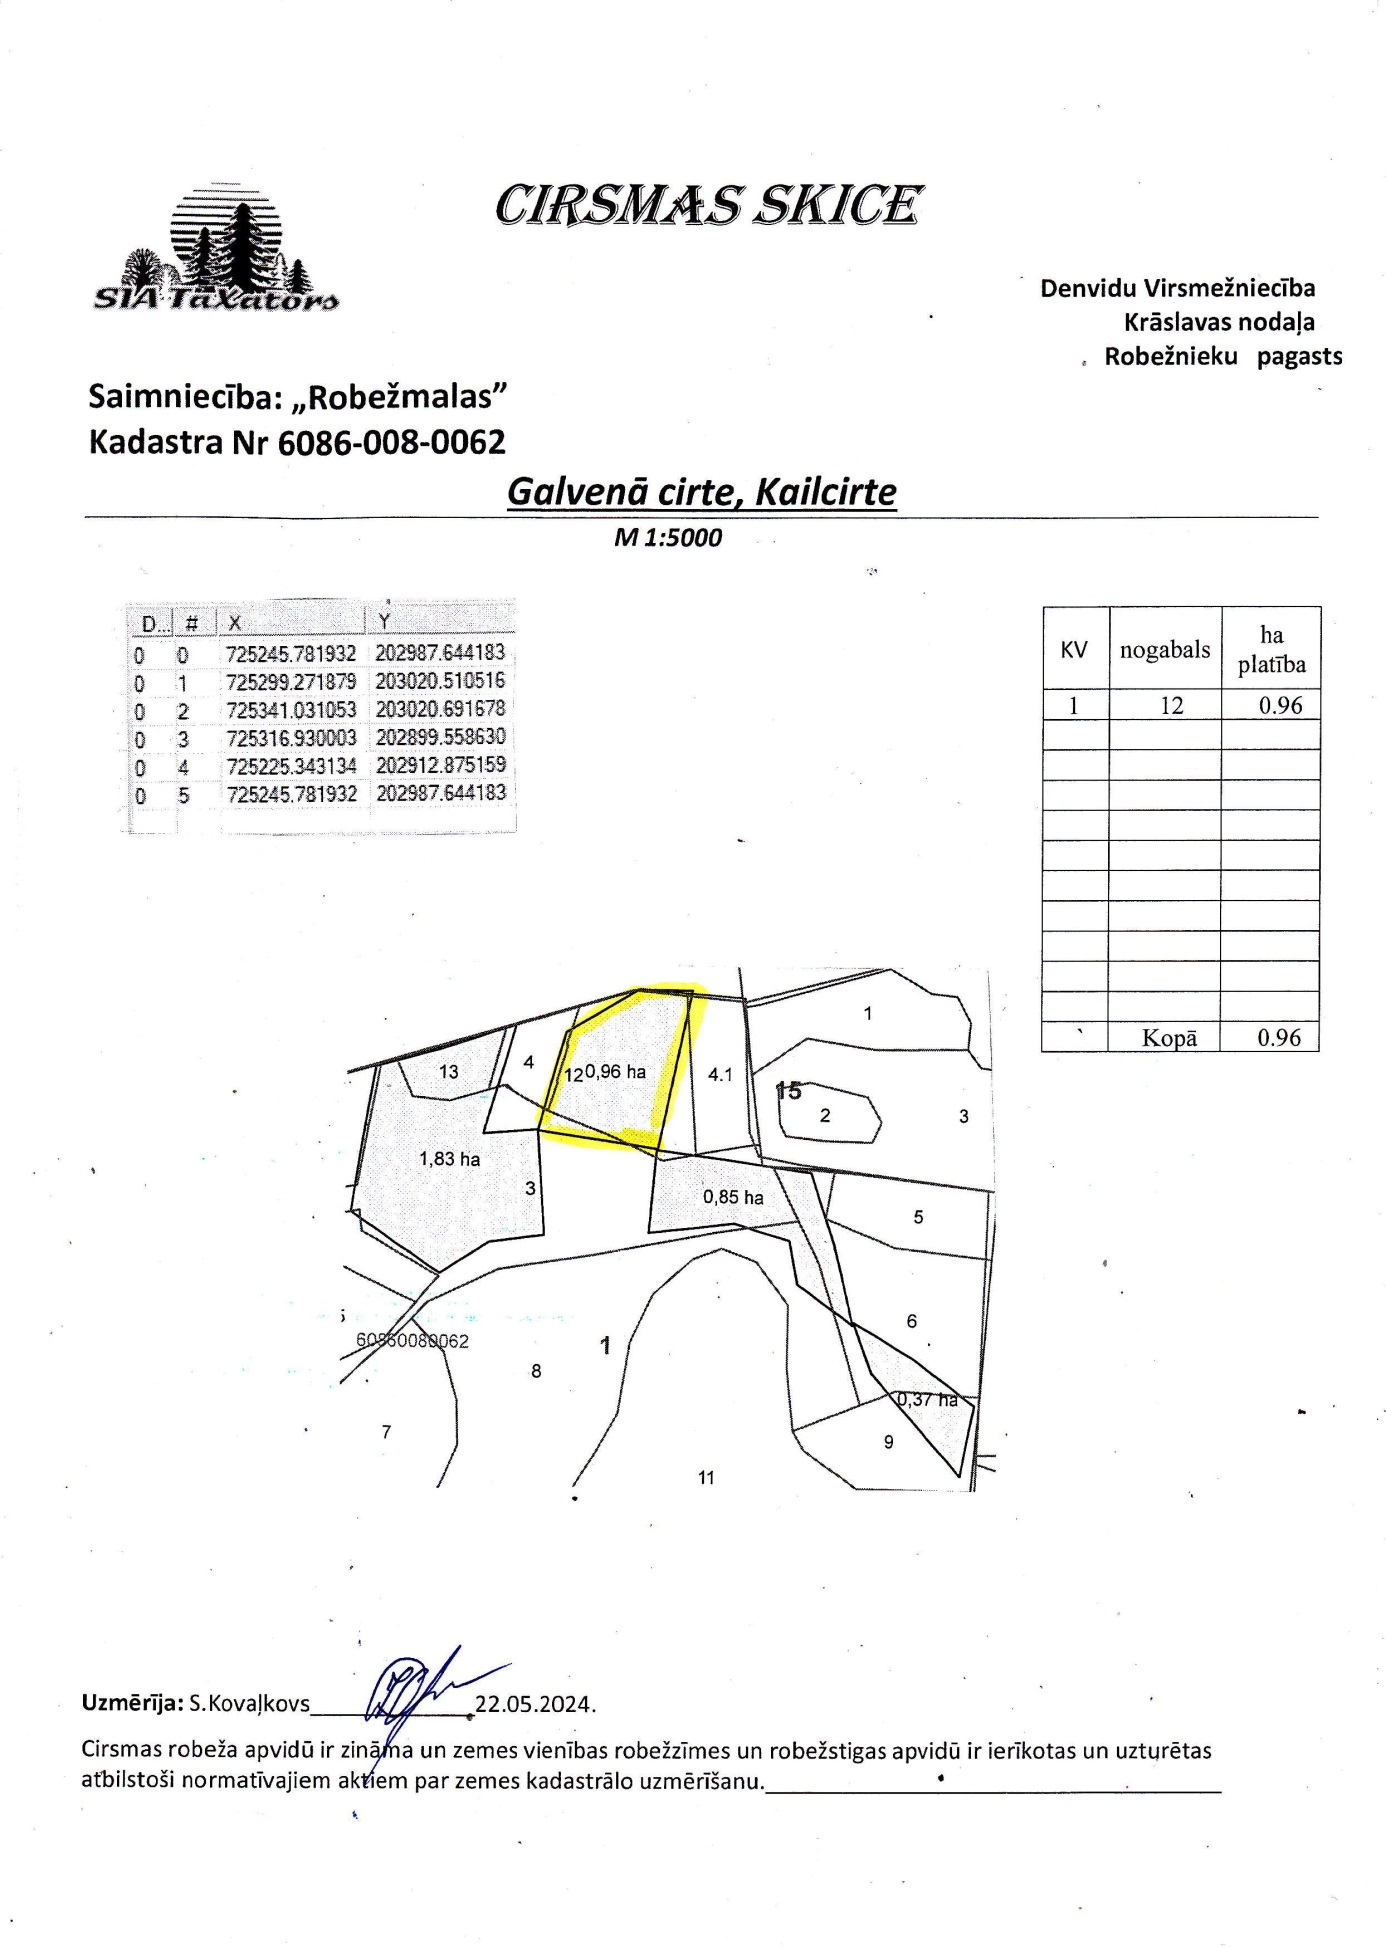 CIRSMAS SKICE
SIA Taxators
Denvidu Virsmežniecība
Krāslavas nodaļa
Robežnieku pagasts
Saimniecība: „Robežmalas”
Kadastra Nr 6086-008-0062
Galvenā cirte, Kailcirte
M 1:5000
D... # X Y
0 0 725245.781932 202987.644183
0 1 725299.271879 203020.510516
0 2 725341.031053 203020.691678
0 3 725316.930003 202899.558630
0 4 725225.343134 202912.875159
0 5 725245.781932 202987.644183
KV nogabals ha platība
1 12 0.96
Kopā 0.96
1
13
4
12
0,96 ha
4.1
15
2
3
1,83 ha
3
0,85 ha
5
6
60860080062
1
8
0,37 ha
7
9
11
Uzmērīja: S.Kovaļkovs 22.05.2024.
Cirsmas robeža apvidū ir zināma un zemes vienības robežzīmes un robežstigas apvidū ir ierīkotas un uzturētas
atbilstoši normatīvajiem aktiem par zemes kadastrālo uzmērīšanu.